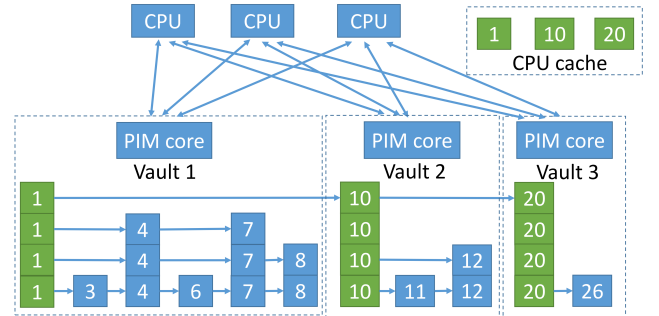 CPU CPU CPU
1 10 20
CPU cache
PIM core PIM core PIM core
Vault 1 Vault 2 Vault 3
1 10 20
1 4 7 10 20
1 4 7 8 10 12 20
1 3 4 6 7 8 10 11 12 20 26